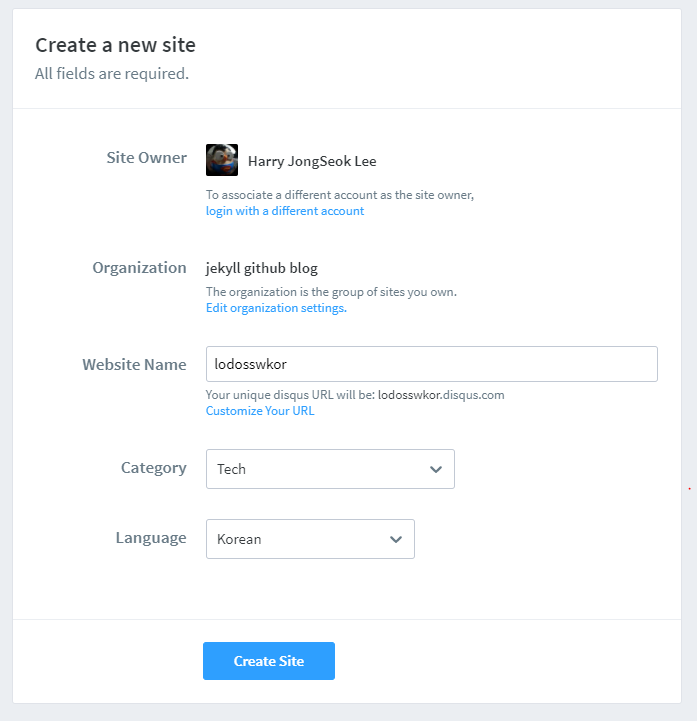 Create a new site
All fields are required.
Site Owner
Harry JongSeok Lee
To associate a different account as the site owner,
login with a different account
Organization
jekyll github blog
The organization is the group of sites you own.
Edit organization settings.
Website Name
lodosswkor
Your unique disqus URL will be: lodosswkor.disqus.com
Customize Your URL
Category
Tech
Language
Korean
Create Site